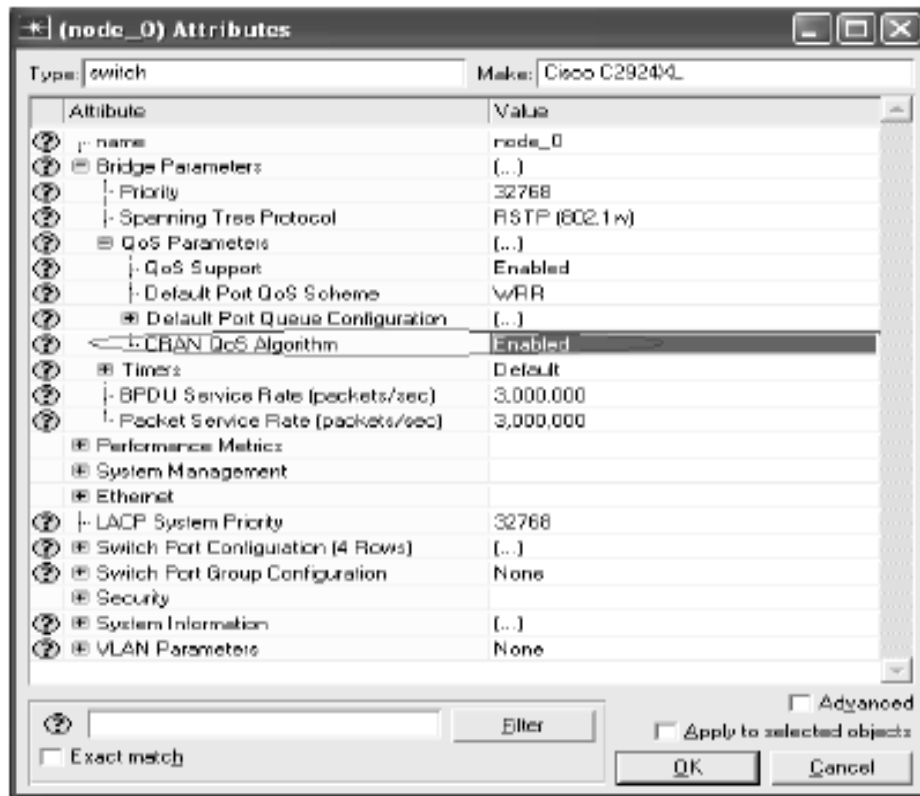 (node_0) Attributes
Type: switch Make: Cisco C2924XL
Attribute Value
name node_0
Bridge Parameters (...)
Priority 32768
Spanning Tree Protocol RSTP (802.1w)
QoS Parameters (...)
QoS Support Enabled
Default Port QoS Scheme WRR
Default Port Queue Configuration (...)
CRAN QoS Algorithm Enabled
Timers Default
BPDU Service Rate (packets/sec) 3,000,000
Packet Service Rate (packets/sec) 3,000,000
Performance Metrics
System Management
Ethernet
LACP System Priority 32768
Switch Port Configuration (4 Rows) (...)
Switch Port Group Configuration None
Security
System Information (...)
VLAN Parameters None
Advanced
Filter
Apply to selected objects
Exact match
OK Cancel